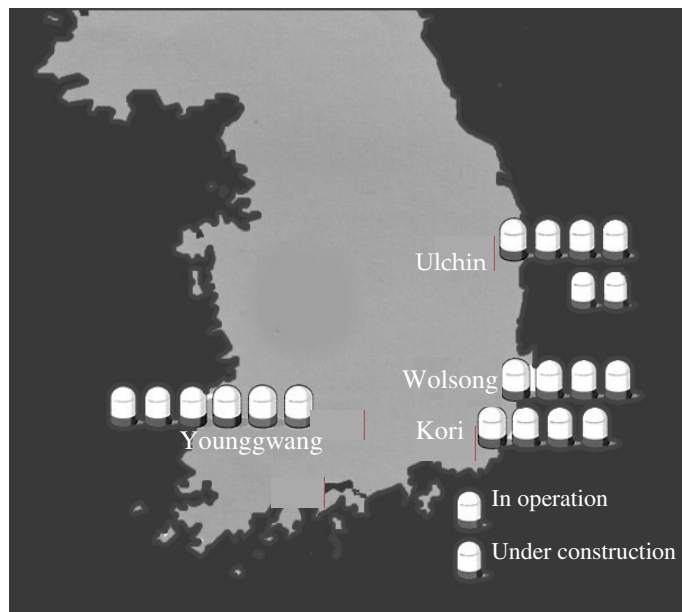 Ulchin
Wolsong
Kori
Younggwang
In operation
Under construction